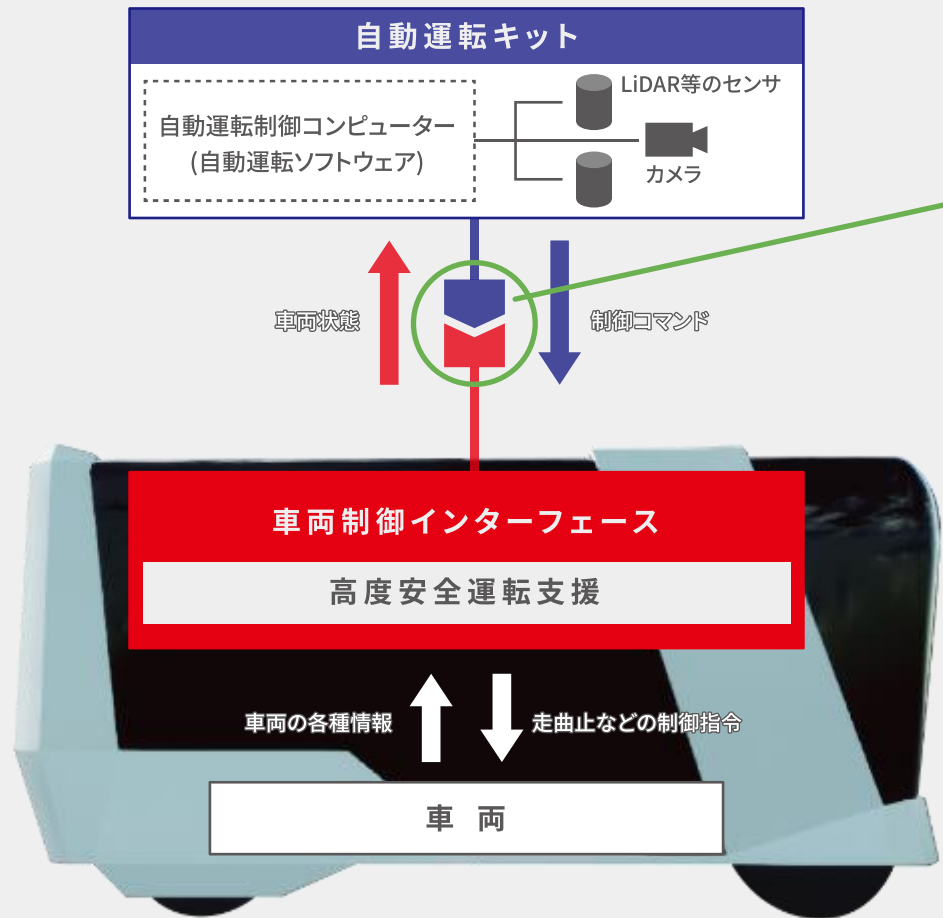 自動運転キット
LiDAR等のセンサ
自動運転制御コンピューター
(自動運転ソフトウェア)
カメラ
車両状態
制御コマンド
車両制御インターフェース
高度安全運転支援
車両の各種情報
走曲止などの制御指令
車両